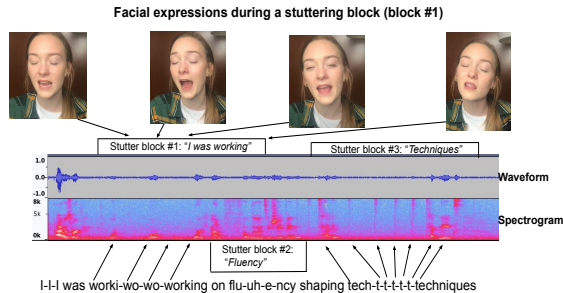 Facial expressions during a stuttering block (block #1)
Stutter block #1: "I was working"
Stutter block #3: "Techniques"
1.0
0.0
-1.0
Waveform
8k
5k
0k
Spectrogram
Stutter block #2:
"Fluency"
I-I-I was worki-wo-wo-working on flu-uh-e-ncy shaping tech-t-t-t-t-t-techniques